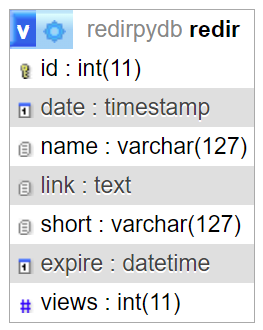 v redirpydb redir
id : int(11)
date : timestamp
name : varchar(127)
link : text
short : varchar(127)
expire : datetime
# views : int(11)